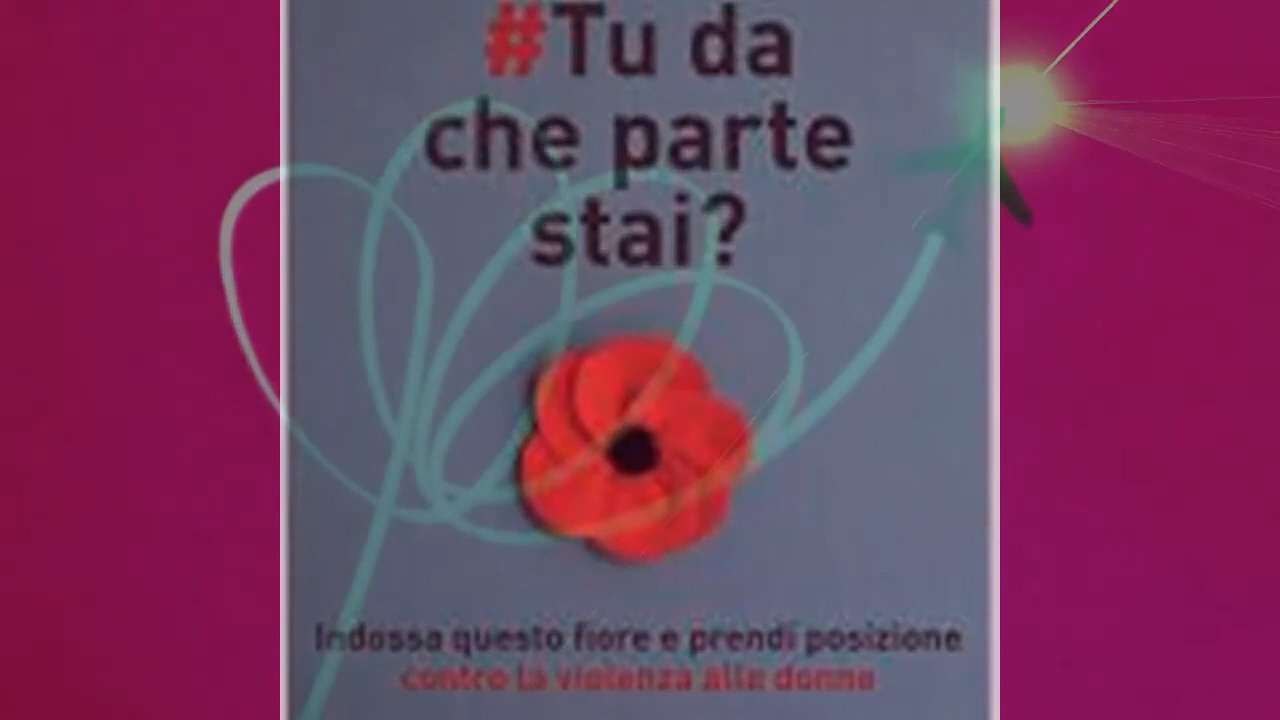 #Tu da
che parte
stai?
Indossa questo fiore e prendi posizione
contro la violenza alle donne